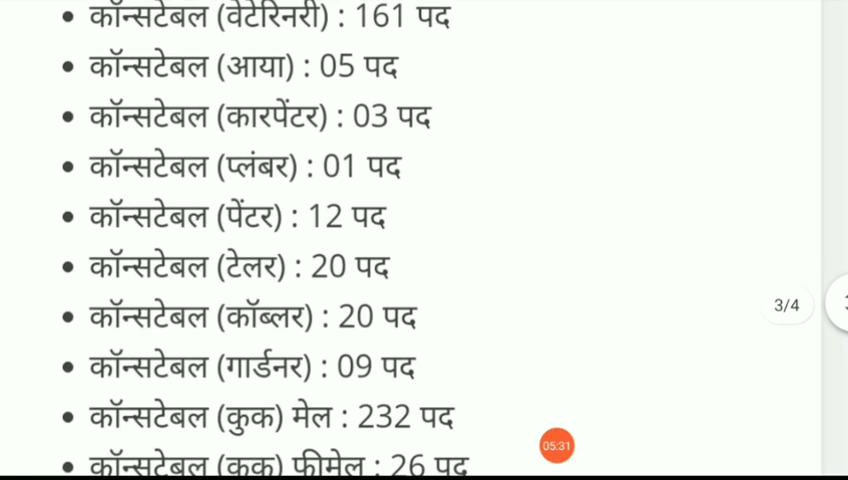 • कॉन्सटेबल (वेटेरिनरी) : 161 पद
• कॉन्सटेबल (आया) : 05 पद
• कॉन्सटेबल (कारपेंटर) : 03 पद
• कॉन्सटेबल (प्लंबर) : 01 पद
• कॉन्सटेबल (पेंटर) : 12 पद
• कॉन्सटेबल (टेलर) : 20 पद
• कॉन्सटेबल (कॉब्लर) : 20 पद
3/4
• कॉन्सटेबल (गार्डनर) : 09 पद
• कॉन्सटेबल (कुक) मेल : 232 पद
05:31
• कॉन्सटेबल (कुक) फीमेल : 26 पद